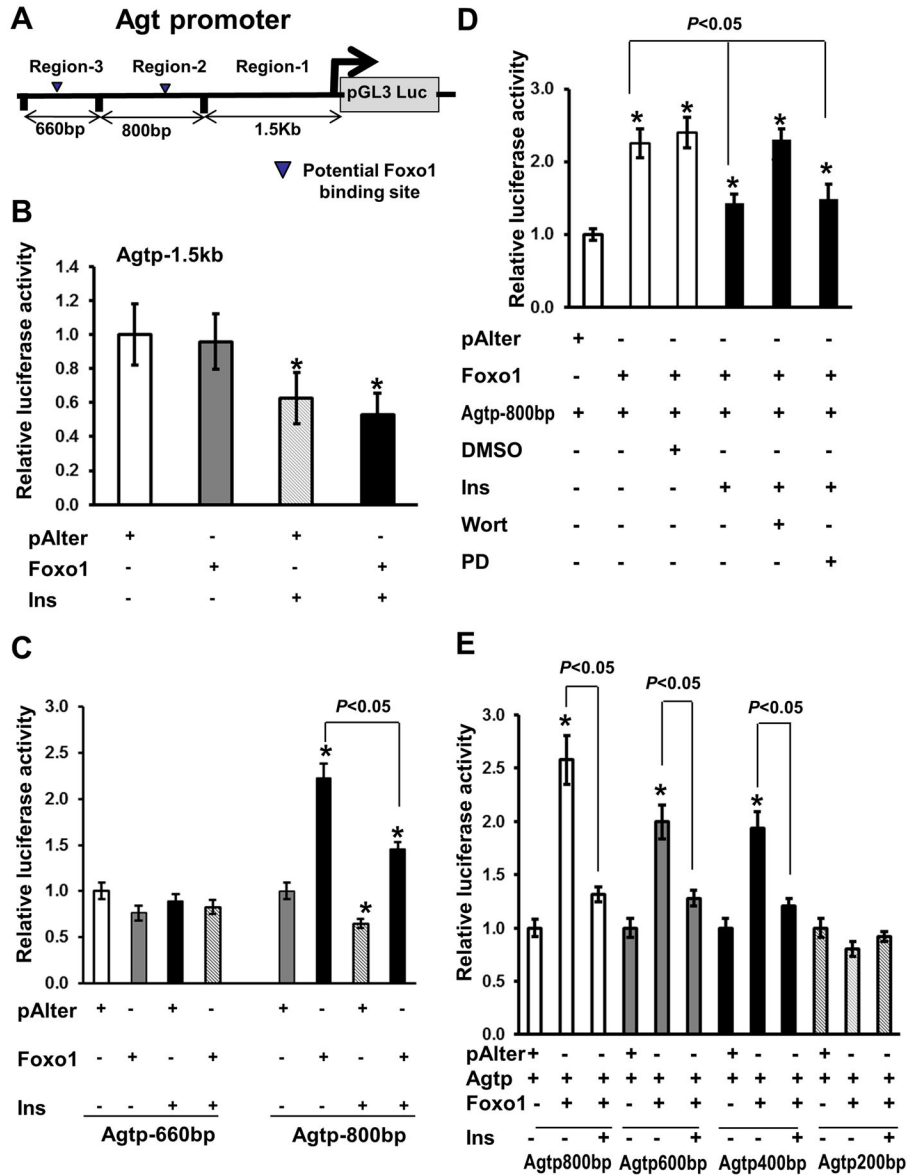 A
Agt promoter
Region-3 Region-2 Region-1
pGL3 Luc
660bp 800bp 1.5Kb
Potential Foxo1
binding site
B
Agtp-1.5kb
Relative luciferase activity
1.4
1.2
1.0
0.8
0.6
0.4
0.2
0.0
* *
pAlter + - + -
Foxo1 - + - +
Ins - - + +
C
Relative luciferase activity
3.0
2.5
2.0
1.5
1.0
0.5
0.0
P<0.05
* * *
pAlter + - + - + - + -
Foxo1 - + - + - + - +
Ins - - + + - - + +
Agtp-660bp Agtp-800bp
D
P<0.05
Relative luciferase activity
3.0
2.0
1.0
0.0
* * * * *
pAlter + - - - - -
Foxo1 - + + + + +
Agtp-800bp + + + + + +
DMSO - - + - - -
Ins - - - + + +
Wort - - - - + -
PD - - - - - +
E
Relative luciferase activity
3.0
2.5
2.0
1.5
1.0
0.5
0.0
P<0.05
P<0.05
P<0.05
* * *
pAlter + - - + - - + - - + - -
Agtp + + + + + + + + + + + +
Foxo1 - + + - + + - + + - + +
Ins - - + - - + - - + - - +
Agtp800bp Agtp600bp Agtp400bp Agtp200bp